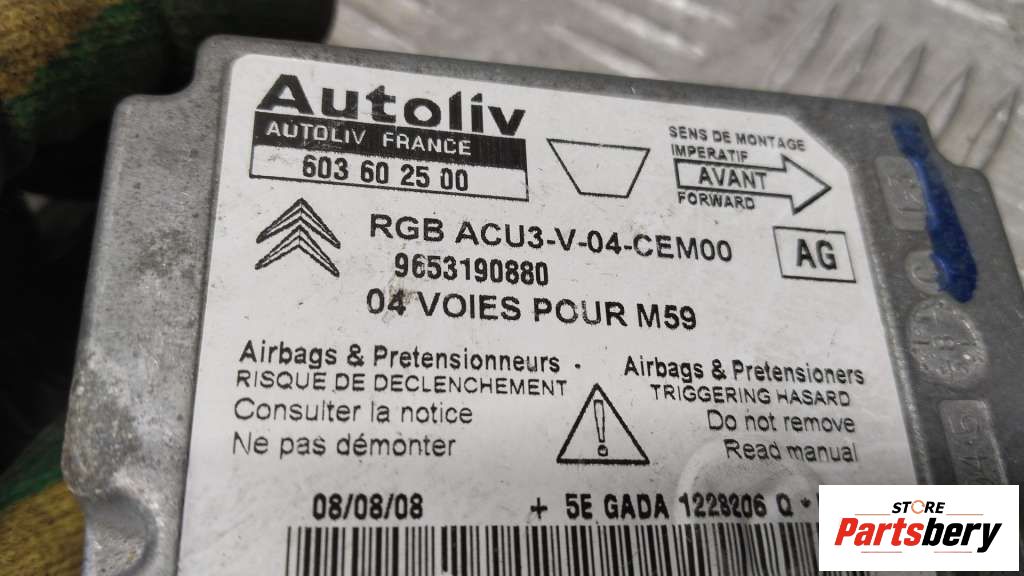 Autoliv
AUTOLIV FRANCE
603 60 25 00
SENS DE MONTAGE
IMPERATIF
AVANT
FORWARD
RGB ACU3-V-04-CEM00
AG
9653190880
04 VOIES POUR M59
Airbags & Pretensionneurs -
RISQUE DE DECLENCHEMENT
Consulter la notice
Ne pas démonter
!
Airbags & Pretensioners
TRIGGERING HASARD
Do not remove
Read manual
08/08/08
+ 5E GADA 1228206 Q *
STORE
Partsbery